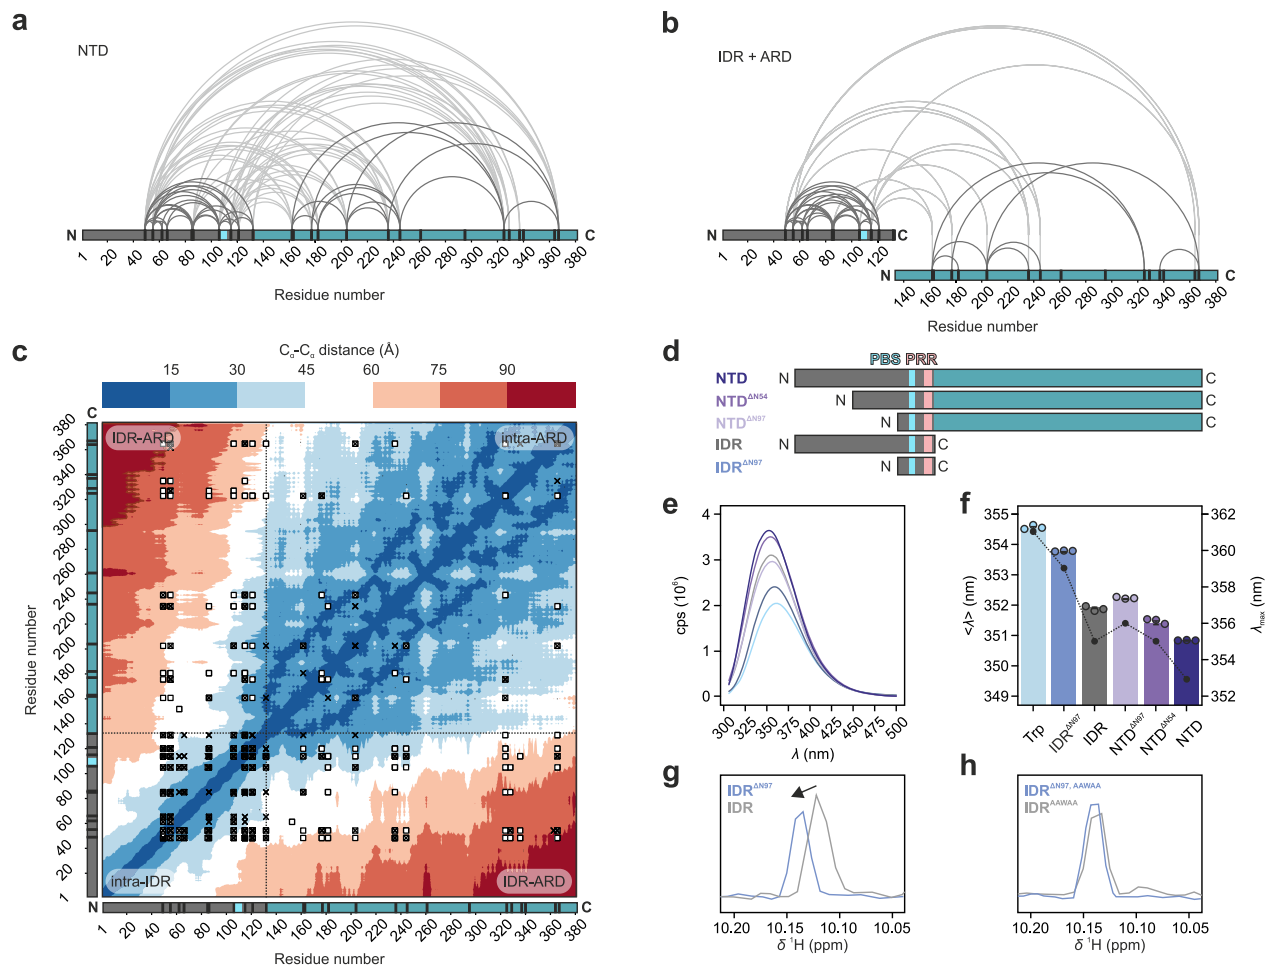 a
NTD
N
C
1 20 40 60 80 100 120 140 160 180 200 220 240 260 280 300 320 340 360 380
Residue number
b
IDR + ARD
N
C
1 20 40 60 80 100 120
N
C
140 160 180 200 220 240 260 280 300 320 340 360 380
Residue number
c
Cα-Cα distance (Å)
15 30 45 60 75 90
C
IDR-ARD
intra-ARD
380
360
340
320
300
280
260
240
220
200
180
160
140
120
100
80
60
40
20
1
Residue number
intra-IDR
IDR-ARD
N
N
C
1 20 40 60 80 100 120 140 160 180 200 220 240 260 280 300 320 340 360 380
Residue number
d
PBS PRR
NTD N C
NTDΔN54 N C
NTDΔN97 N C
IDR N C
IDRΔN97 N C
e
cps (10⁶)
4
3
2
1
0
300 325 350 375 400 425 450 475 500
λ (nm)
f
<λ> (nm)
355
354
353
352
351
350
349
362
360
358
356
354
352
λmax (nm)
Trp IDRΔN97 IDR NTDΔN97 NTDΔN54 NTD
g
IDRΔN97
IDR
10.20 10.15 10.10 10.05
δ ¹H (ppm)
h
IDRΔN97, AAWAA
IDRAAWAA
10.20 10.15 10.10 10.05
δ ¹H (ppm)